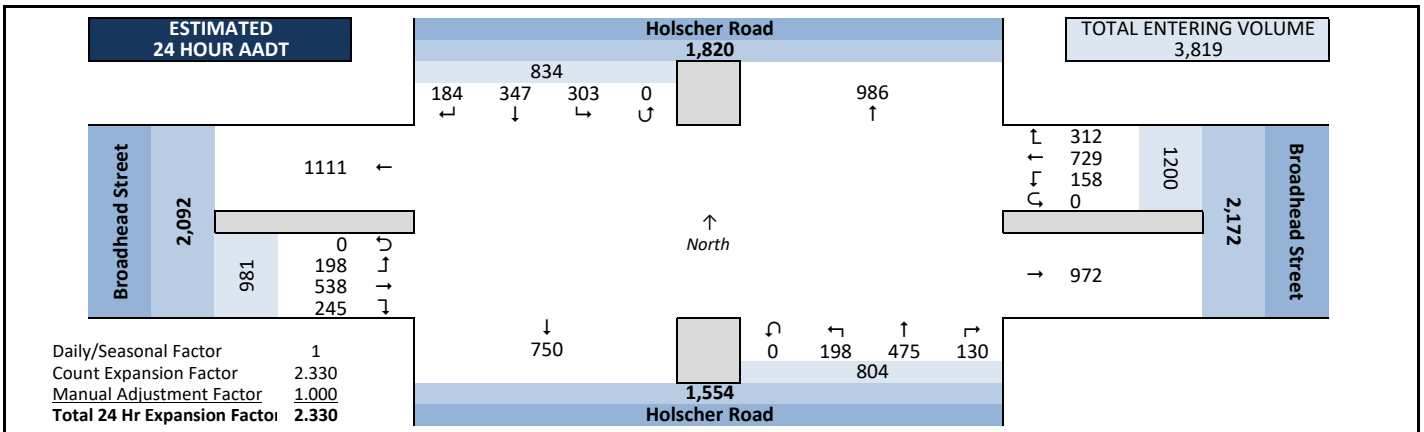 ESTIMATED
24 HOUR AADT
Holscher Road
1,820
TOTAL ENTERING VOLUME
3,819
834
184 347 303 0
↵ ↓ ↳ ↺
986
↑
Broadhead Street
2,092
1111 ←
981
0
198
538 →
245
↑
North
312
← 729
158
0
1200
2,172
Broadhead Street
→ 972
↓
750
↑
0 198 475 130
804
1,554
Holscher Road
Daily/Seasonal Factor 1
Count Expansion Factor 2.330
Manual Adjustment Factor 1.000
Total 24 Hr Expansion Factor 2.330